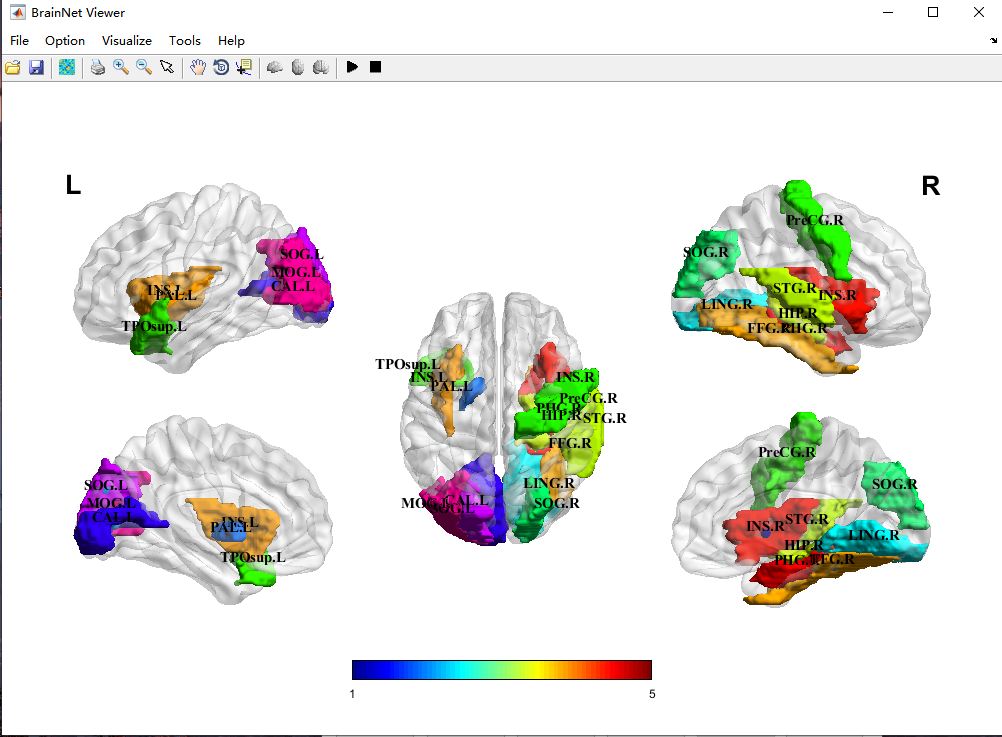 BrainNet Viewer
File Option Visualize Tools Help
L
R
SOG.L
MOG.L
CAL.L
INS.L
PAL.L
TPOsup.L
PreCG.R
SOG.R
STG.R
INS.R
LING.R
HIP.R
FFG.R
PHG.R
TPOsup.L
INS.L
PAL.L
INS.R
PreCG.R
PHG.R
HIP.R
STG.R
FFG.R
LING.R
SOG.R
MOG.L
CAL.L
SOG.L
SOG.L
MOG.L
CAL.L
INS.L
PAL.L
TPOsup.L
PreCG.R
SOG.R
INS.R
STG.R
LING.R
HIP.R
PHG.R
FFG.R
1
5